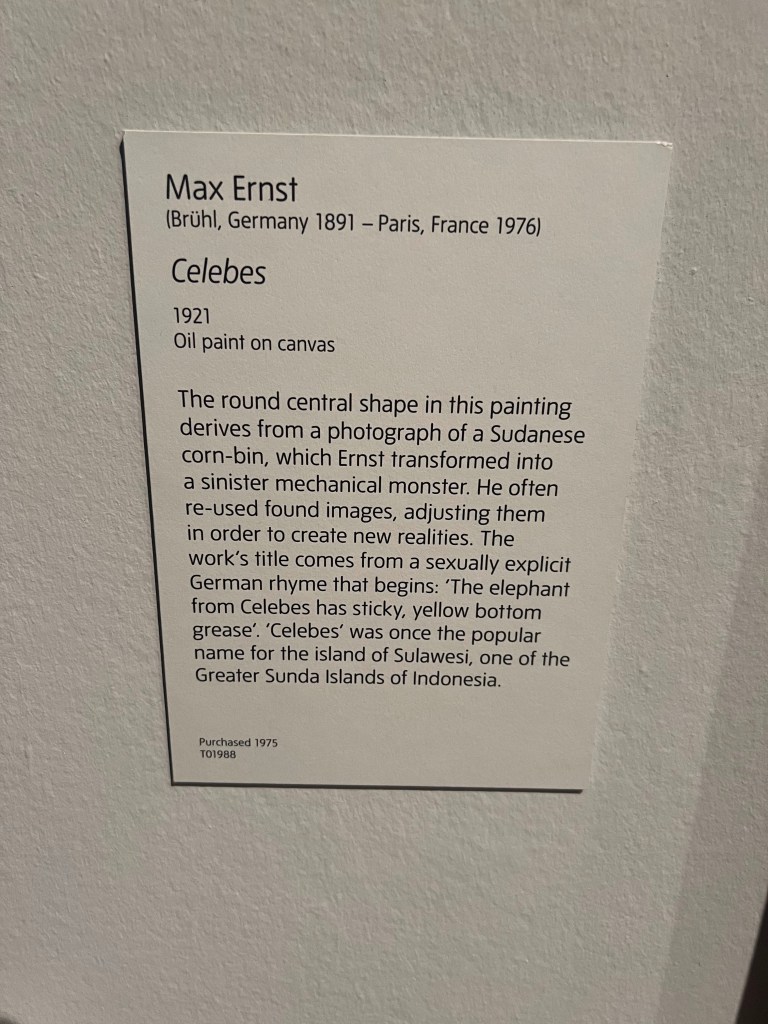 Max Ernst
(Brühl, Germany 1891 – Paris, France 1976)
Celebes
1921
Oil paint on canvas
The round central shape in this painting
derives from a photograph of a Sudanese
corn-bin, which Ernst transformed into
a sinister mechanical monster. He often
re-used found images, adjusting them
in order to create new realities. The
work's title comes from a sexually explicit
German rhyme that begins: 'The elephant
from Celebes has sticky, yellow bottom
grease'. 'Celebes' was once the popular
name for the island of Sulawesi, one of the
Greater Sunda Islands of Indonesia.
Purchased 1975
T01988